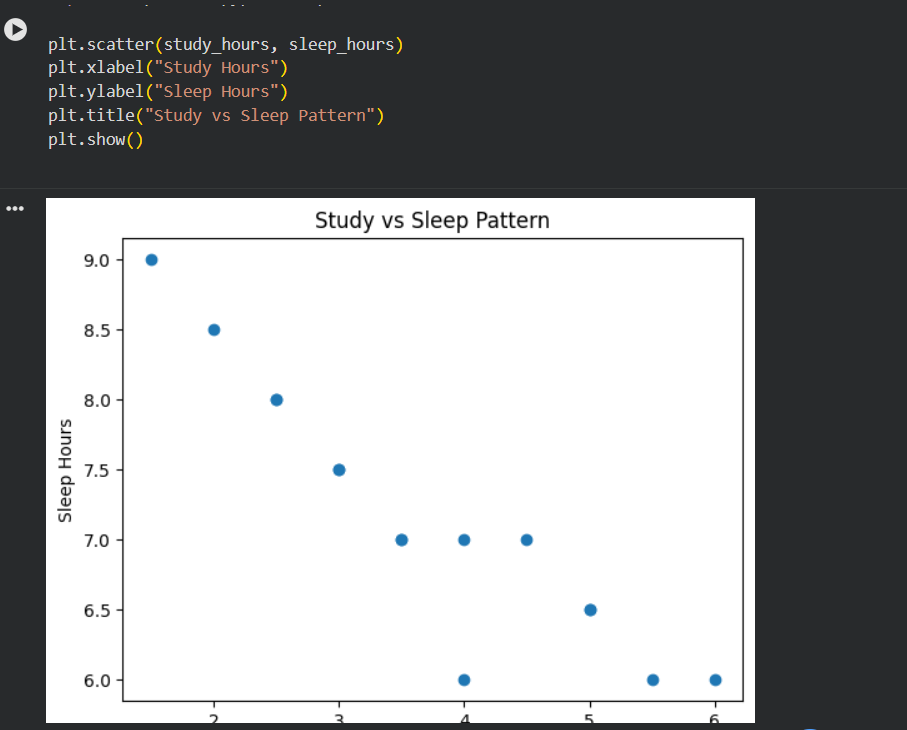 plt.scatter(study_hours, sleep_hours)
plt.xlabel("Study Hours")
plt.ylabel("Sleep Hours")
plt.title("Study vs Sleep Pattern")
plt.show()
Study vs Sleep Pattern
9.0
8.5
8.0
7.5
7.0
6.5
6.0
Sleep Hours
2 3 4 5 6